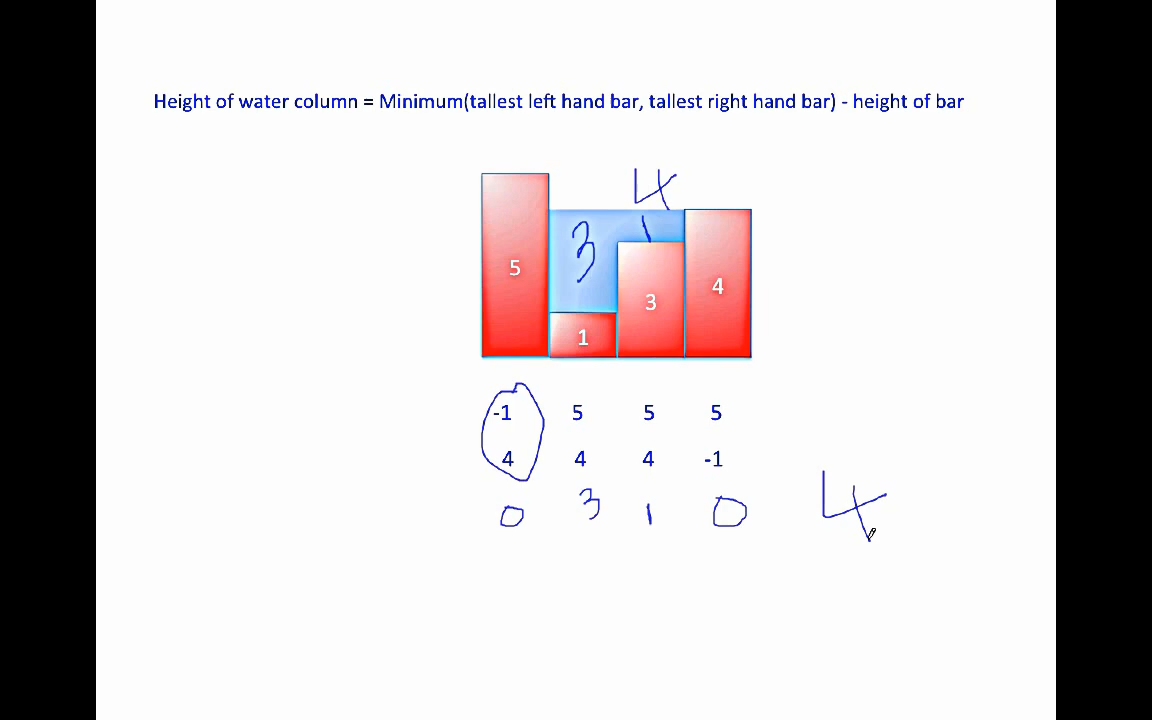 Height of water column = Minimum(tallest left hand bar, tallest right hand bar) - height of bar
4
5 3 1 4
1 3
-1 5 5 5
4 4 4 -1
0 3 1 0 4